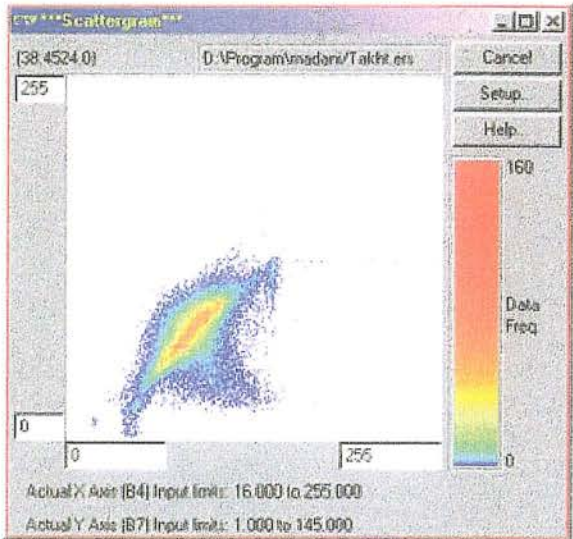 ***Scattergram***
(38.4524.0)
D:\Program\madani/Takht.ers
Cancel
255
Setup...
Help...
160
Data
Freq
0
0
0
255
Actual X Axis (B4) Input limits: 16.000 to 255.000
Actual Y Axis (B7) Input limits: 1.000 to 145.000